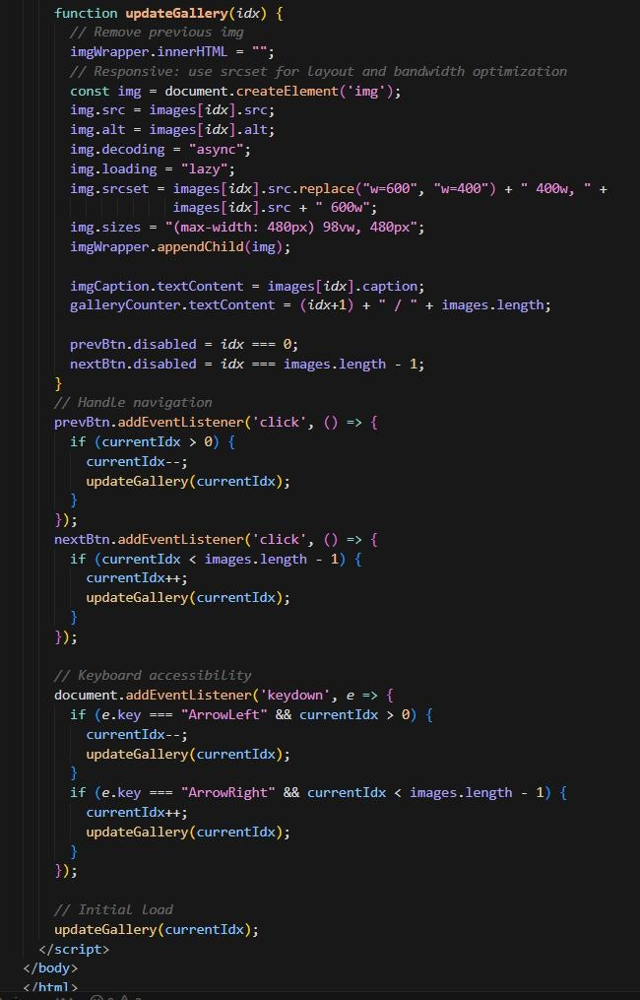 function updateGallery(idx) {
// Remove previous img
imgWrapper.innerHTML = "";
// Responsive: use srcset for layout and bandwidth optimization
const img = document.createElement('img');
img.src = images[idx].src;
img.alt = images[idx].alt;
img.decoding = "async";
img.loading = "lazy";
img.srcset = images[idx].src.replace("w=600", "w=400") + " 400w, " +
images[idx].src + " 600w";
img.sizes = "(max-width: 480px) 98vw, 480px";
imgWrapper.appendChild(img);
imgCaption.textContent = images[idx].caption;
galleryCounter.textContent = (idx+1) + " / " + images.length;
prevBtn.disabled = idx === 0;
nextBtn.disabled = idx === images.length - 1;
}
// Handle navigation
prevBtn.addEventListener('click', () => {
if (currentIdx > 0) {
currentIdx--;
updateGallery(currentIdx);
}
});
nextBtn.addEventListener('click', () => {
if (currentIdx < images.length - 1) {
currentIdx++;
updateGallery(currentIdx);
}
});
// Keyboard accessibility
document.addEventListener('keydown', e => {
if (e.key === "ArrowLeft" && currentIdx > 0) {
currentIdx--;
updateGallery(currentIdx);
}
if (e.key === "ArrowRight" && currentIdx < images.length - 1) {
currentIdx++;
updateGallery(currentIdx);
}
});
// Initial load
updateGallery(currentIdx);
</script>
</body>
</html>